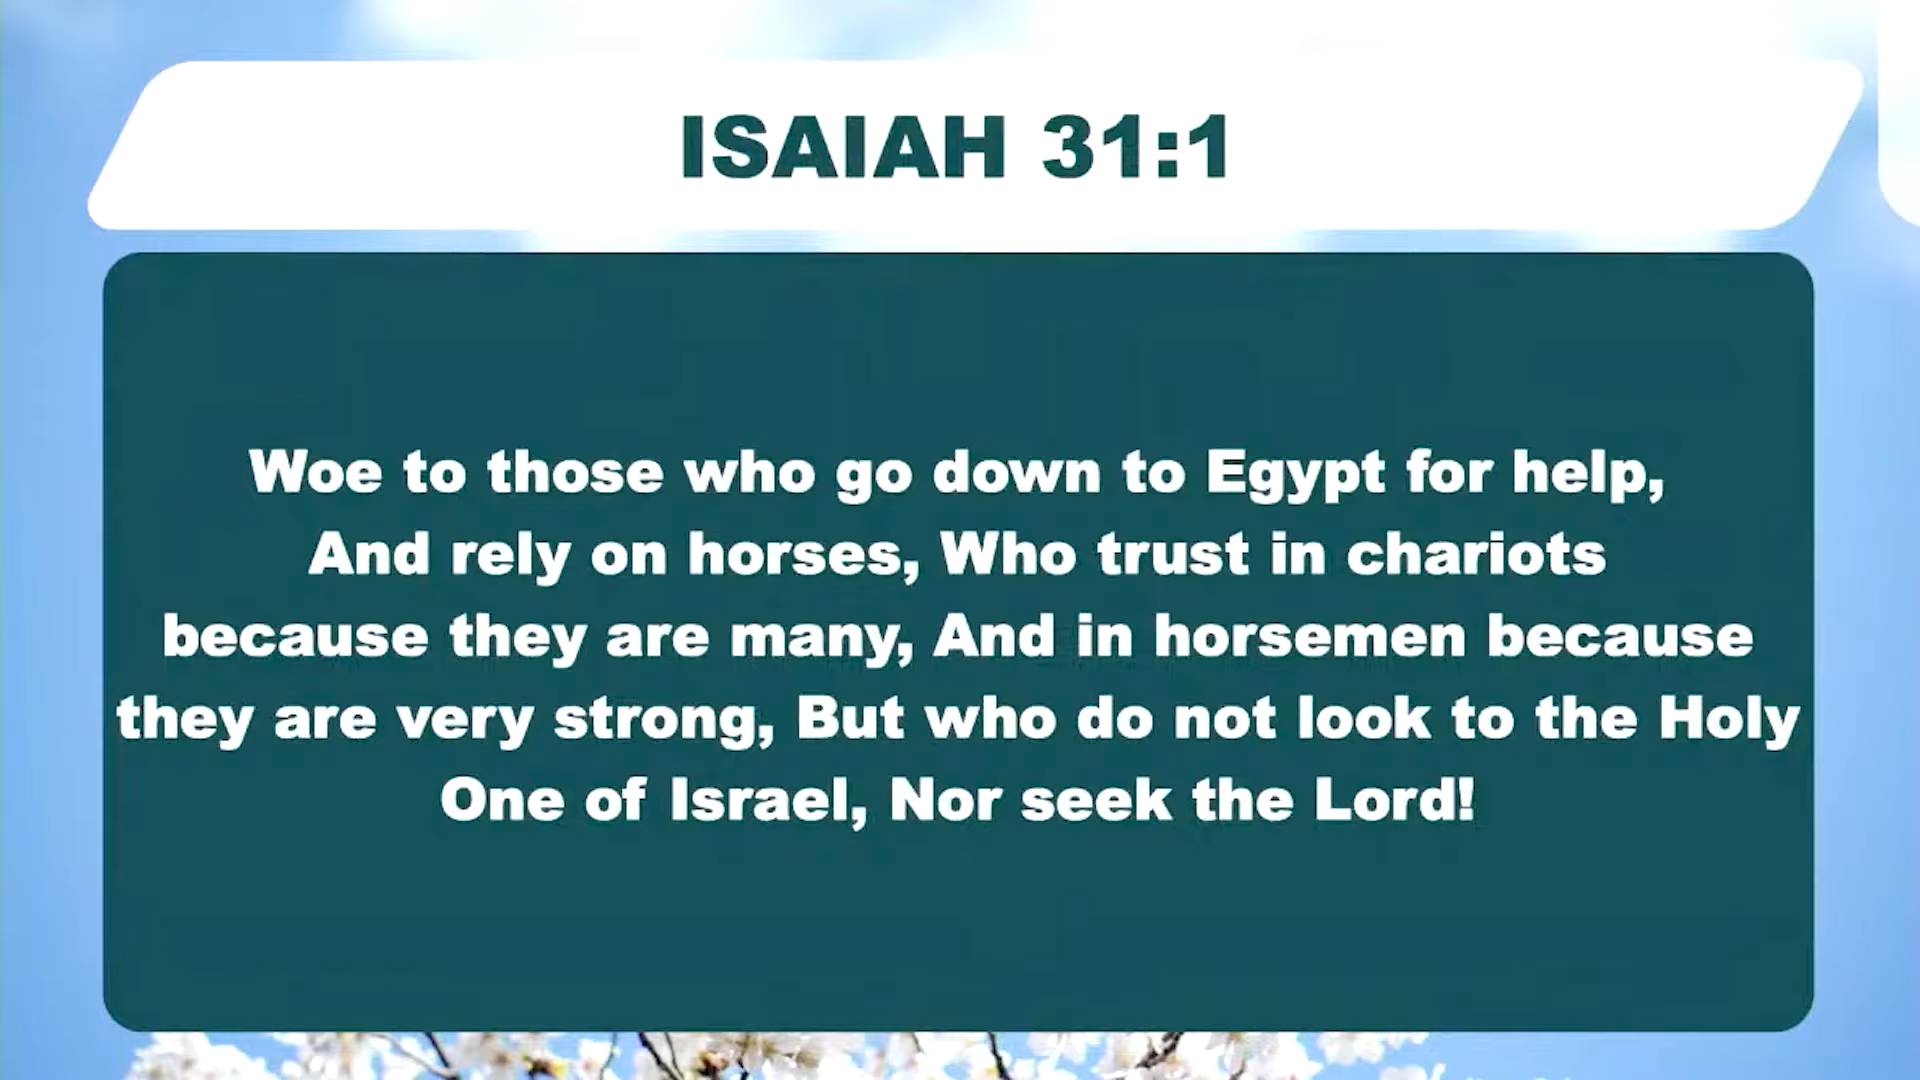 ISAIAH 31:1
Woe to those who go down to Egypt for help,
And rely on horses, Who trust in chariots
because they are many, And in horsemen because
they are very strong, But who do not look to the Holy
One of Israel, Nor seek the Lord!